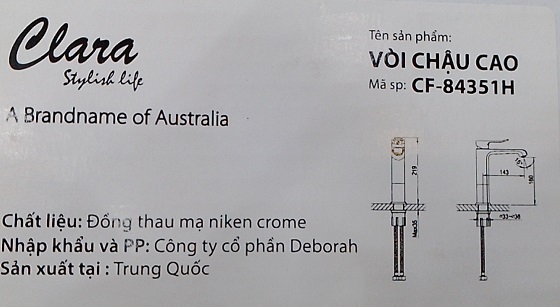 Clara
Stylish life
A Brandname of Australia
Tên sản phẩm:
VÒI CHẬU CAO
Mã sp: CF-84351H
219
143
160
Max35
Chất liệu: Đồng thau mạ niken crome
Nhập khẩu và PP: Công ty cổ phần Deborah
Sản xuất tại : Trung Quốc